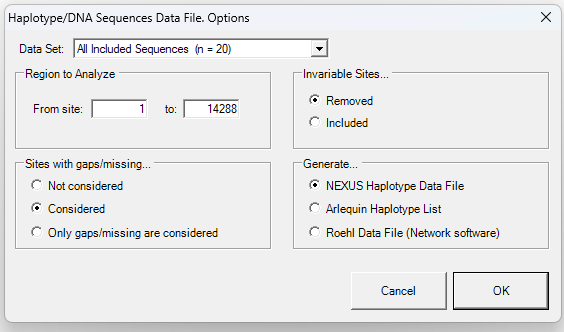 Haplotype/DNA Sequences Data File. Options
Data Set: All Included Sequences (n = 20)
Region to Analyze
From site: 1 to: 14288
Invariable Sites...
Removed
Included
Sites with gaps/missing...
Not considered
Considered
Only gaps/missing are considered
Generate...
NEXUS Haplotype Data File
Arlequin Haplotype List
Roehl Data File (Network software)
Cancel
OK